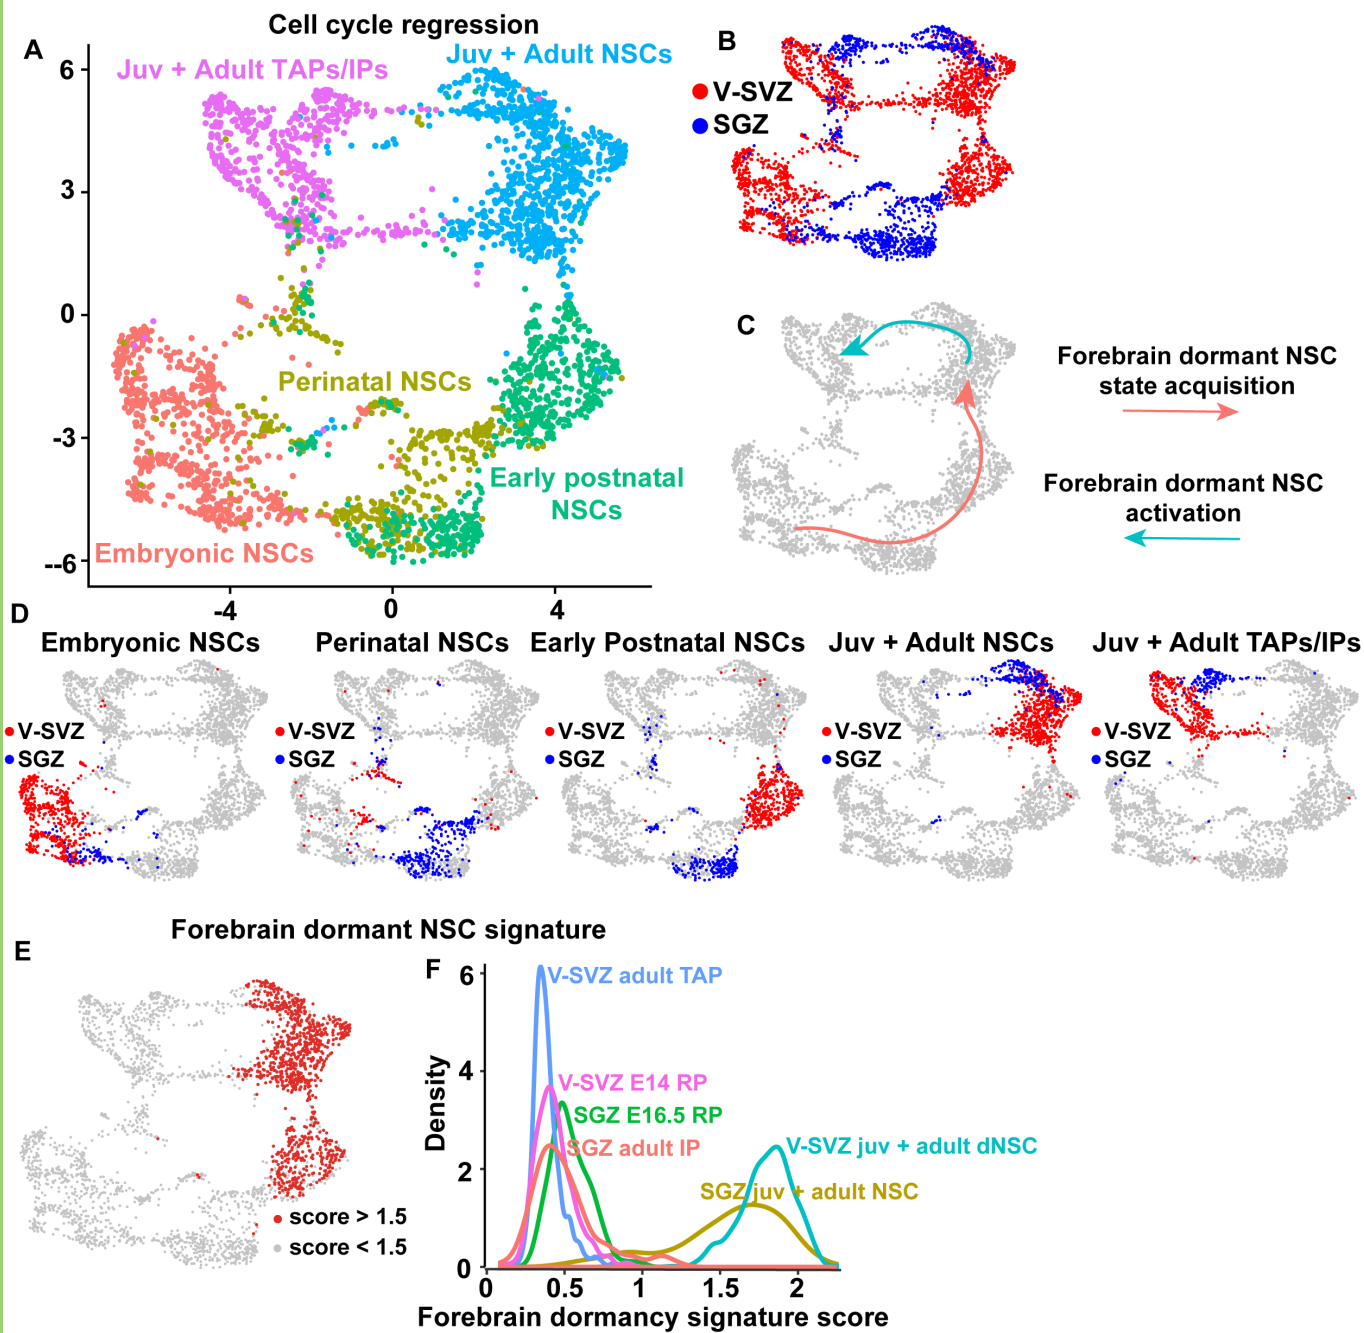 Cell cycle regression
A
Juv + Adult TAPs/IPs
Juv + Adult NSCs
6
3
0
-3
--6
-4
0
4
Perinatal NSCs
Early postnatal
NSCs
Embryonic NSCs
B
V-SVZ
SGZ
C
Forebrain dormant NSC
state acquisition
Forebrain dormant NSC
activation
D
Embryonic NSCs
V-SVZ
SGZ
Perinatal NSCs
V-SVZ
SGZ
Early Postnatal NSCs
V-SVZ
SGZ
Juv + Adult NSCs
V-SVZ
SGZ
Juv + Adult TAPs/IPs
V-SVZ
SGZ
Forebrain dormant NSC signature
E
score > 1.5
score < 1.5
F
6
4
2
0
Density
V-SVZ adult TAP
V-SVZ E14 RP
SGZ E16.5 RP
SGZ adult IP
V-SVZ juv + adult dNSC
SGZ juv + adult NSC
0
0.5
1
1.5
2
Forebrain dormancy signature score